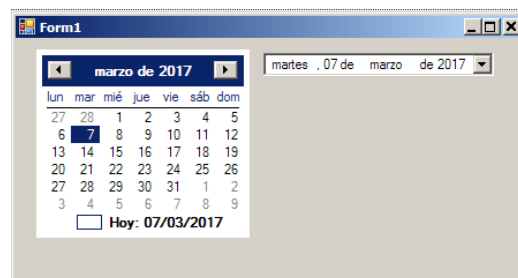 Form1
marzo de 2017
martes , 07 de marzo de 2017
lun mar mié jue vie sáb dom
27 28 1 2 3 4 5
6 7 8 9 10 11 12
13 14 15 16 17 18 19
20 21 22 23 24 25 26
27 28 29 30 31 1 2
3 4 5 6 7 8 9
Hoy: 07/03/2017